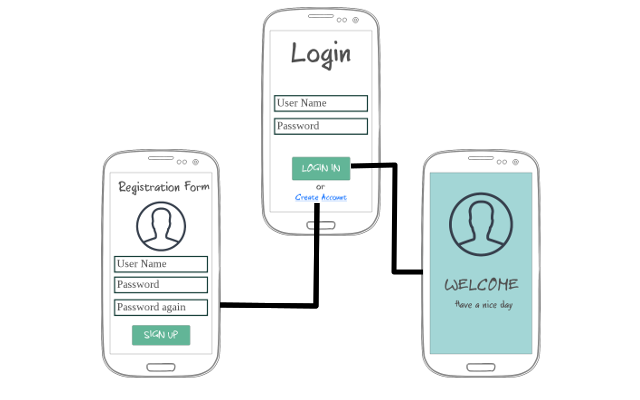 Login
User Name
Password
LOGIN IN
or
Create Account
Registration Form
User Name
Password
Password again
SIGN UP
WELCOME
Have a nice day